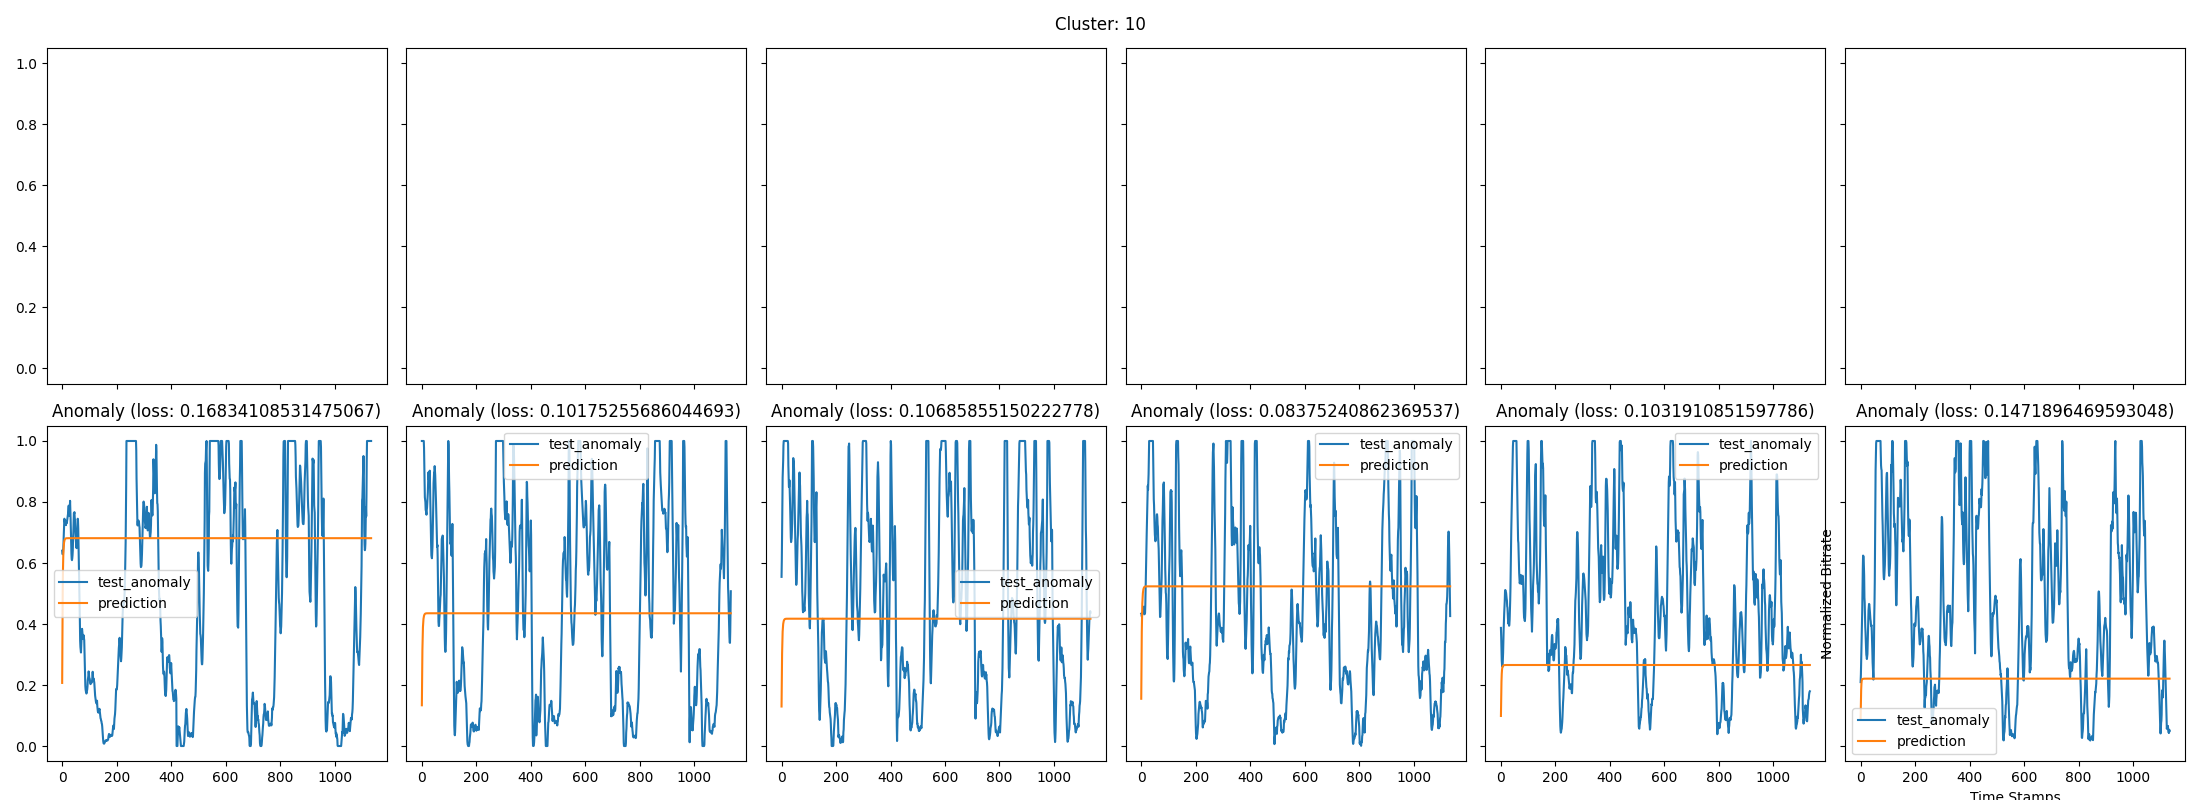 Cluster: 10
1.0
0.8
0.6
0.4
0.2
0.0
Anomaly (loss: 0.16834108531475067)
Anomaly (loss: 0.10175255686044693)
Anomaly (loss: 0.10685855150222778)
Anomaly (loss: 0.08375240862369537)
Anomaly (loss: 0.1031910851597786)
Anomaly (loss: 0.1471896469593048)
1.0
0.8
0.6
0.4
0.2
0.0
test_anomaly
prediction
test_anomaly
prediction
test_anomaly
prediction
test_anomaly
prediction
test_anomaly
prediction
test_anomaly
prediction
Normalized Bitrate
0 200 400 600 800 1000
0 200 400 600 800 1000
0 200 400 600 800 1000
0 200 400 600 800 1000
0 200 400 600 800 1000
0 200 400 600 800 1000
Time Stamps